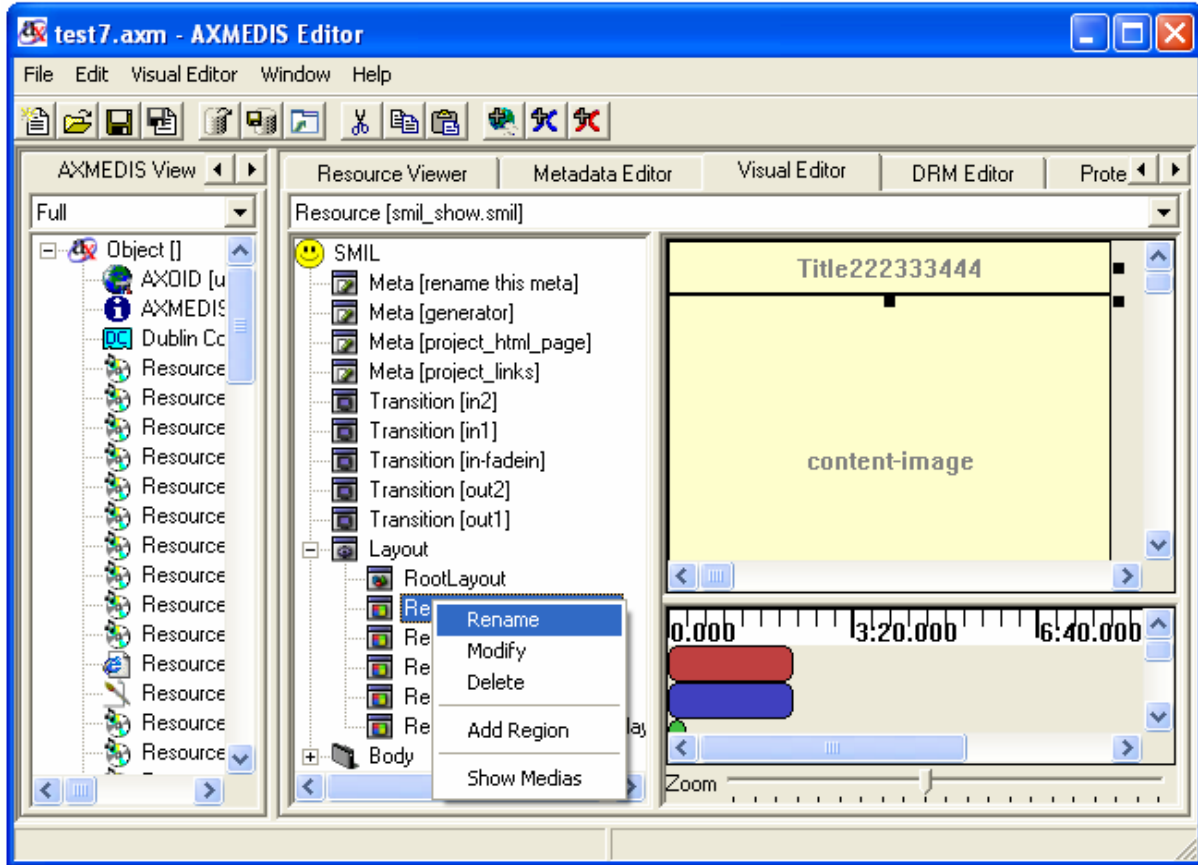 test7.axm - AXMEDIS Editor
File Edit Visual Editor Window Help
AXMEDIS View
Resource Viewer Metadata Editor Visual Editor DRM Editor Prote
Full
Resource [smil_show.smil]
Object []
AXOID [u
AXMEDIS
Dublin Co
Resource
Resource
Resource
Resource
Resource
Resource
Resource
Resource
Resource
Resource
Resource
Resource
Resource
Resource
SMIL
Meta [rename this meta]
Meta [generator]
Meta [project_html_page]
Meta [project_links]
Transition [in2]
Transition [in1]
Transition [in-fadein]
Transition [out2]
Transition [out1]
Layout
RootLayout
Re
Re
Re
Re
Re lay
Body
Rename
Modify
Delete
Add Region
Show Medias
Title222333444
content-image
0.000 3:20.000 6:40.000
Zoom